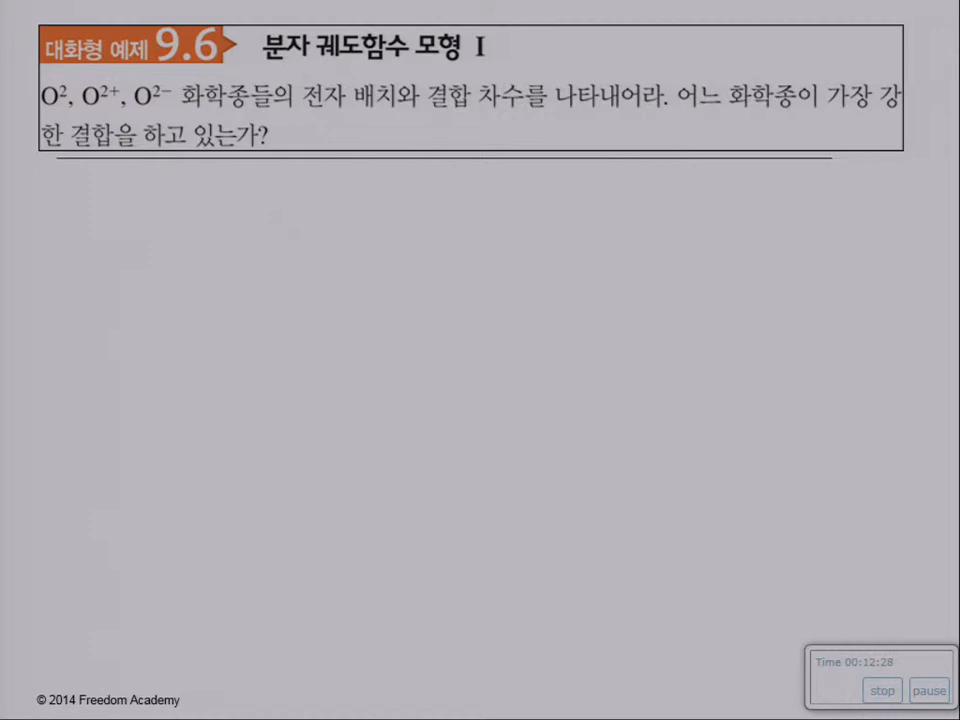 대화형 예제 9.6 분자 궤도함수 모형 I
O², O²⁺, O²⁻ 화학종들의 전자 배치와 결합 차수를 나타내어라. 어느 화학종이 가장 강
한 결합을 하고 있는가?
Time 00:12:28
stop pause
© 2014 Freedom Academy